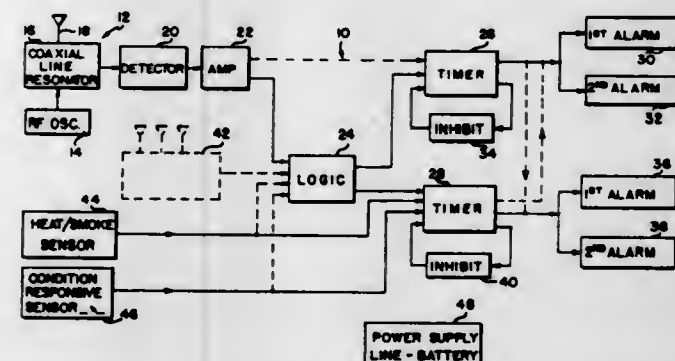 12
16
18
COAXIAL
LINE
RESONATOR
RF OSC.
14
20
DETECTOR
22
AMP
10
26
TIMER
INHIBIT
34
1ST ALARM
30
2ND ALARM
32
42
24
LOGIC
28
TIMER
INHIBIT
40
36
1ST ALARM
38
2ND ALARM
44
HEAT/SMOKE
SENSOR
CONDITION
RESPONSIVE
SENSOR
46
48
POWER SUPPLY
LINE - BATTERY